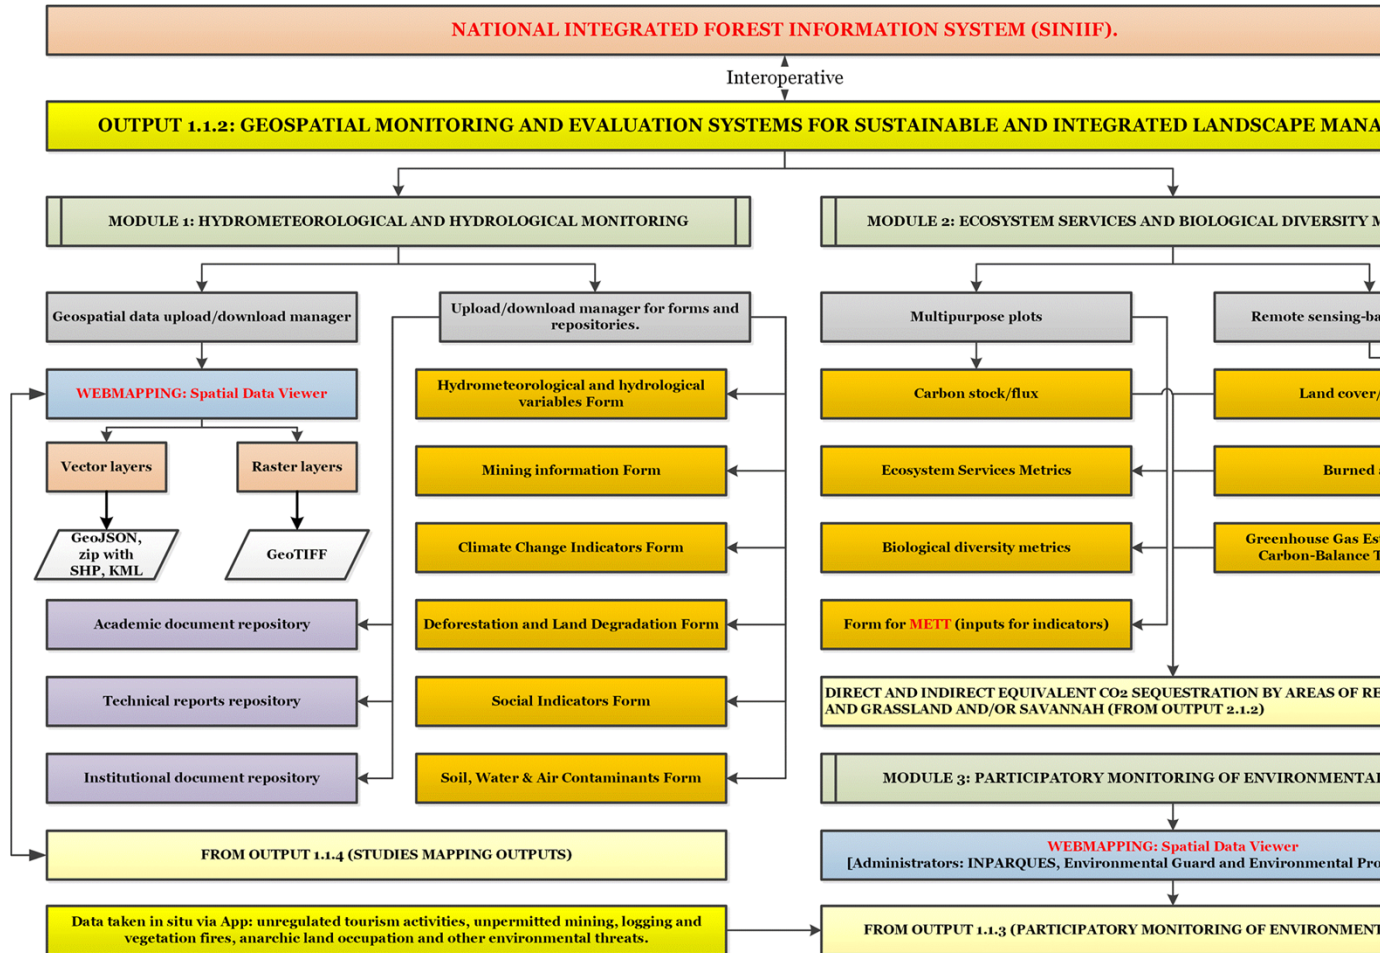 NATIONAL INTEGRATED FOREST INFORMATION SYSTEM (SINIIF).
Interoperative
OUTPUT 1.1.2: GEOSPATIAL MONITORING AND EVALUATION SYSTEMS FOR SUSTAINABLE AND INTEGRATED LANDSCAPE MANA
MODULE 1: HYDROMETEOROLOGICAL AND HYDROLOGICAL MONITORING
Geospatial data upload/download manager
Upload/download manager for forms and
repositories.
WEBMAPPING: Spatial Data Viewer
Vector layers
Raster layers
GeoJSON,
zip with
SHP, KML
GeoTIFF
Hydrometeorological and hydrological
variables Form
Mining information Form
Climate Change Indicators Form
Deforestation and Land Degradation Form
Social Indicators Form
Soil, Water & Air Contaminants Form
Academic document repository
Technical reports repository
Institutional document repository
FROM OUTPUT 1.1.4 (STUDIES MAPPING OUTPUTS)
Data taken in situ via App: unregulated tourism activities, unpermitted mining, logging and
vegetation fires, anarchic land occupation and other environmental threats.
MODULE 2: ECOSYSTEM SERVICES AND BIOLOGICAL DIVERSITY M
Multipurpose plots
Remote sensing-ba
Carbon stock/flux
Land cover/
Ecosystem Services Metrics
Burned
Biological diversity metrics
Greenhouse Gas Est
Carbon-Balance T
Form for METT (inputs for indicators)
DIRECT AND INDIRECT EQUIVALENT CO2 SEQUESTRATION BY AREAS OF RE
AND GRASSLAND AND/OR SAVANNAH (FROM OUTPUT 2.1.2)
MODULE 3: PARTICIPATORY MONITORING OF ENVIRONMENTAL
WEBMAPPING: Spatial Data Viewer
[Administrators: INPARQUES, Environmental Guard and Environmental Pro
FROM OUTPUT 1.1.3 (PARTICIPATORY MONITORING OF ENVIRONMENT